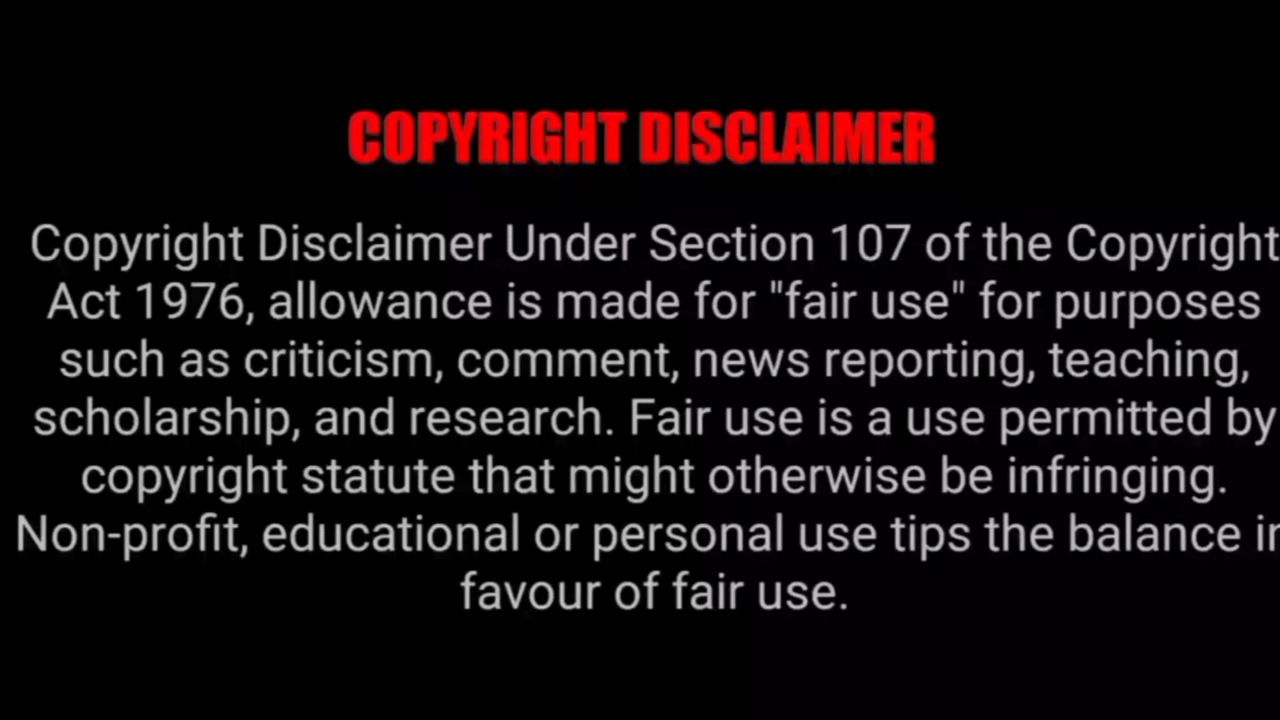 COPYRIGHT DISCLAIMER
Copyright Disclaimer Under Section 107 of the Copyright
Act 1976, allowance is made for "fair use" for purposes
such as criticism, comment, news reporting, teaching,
scholarship, and research. Fair use is a use permitted by
copyright statute that might otherwise be infringing.
Non-profit, educational or personal use tips the balance in
favour of fair use.